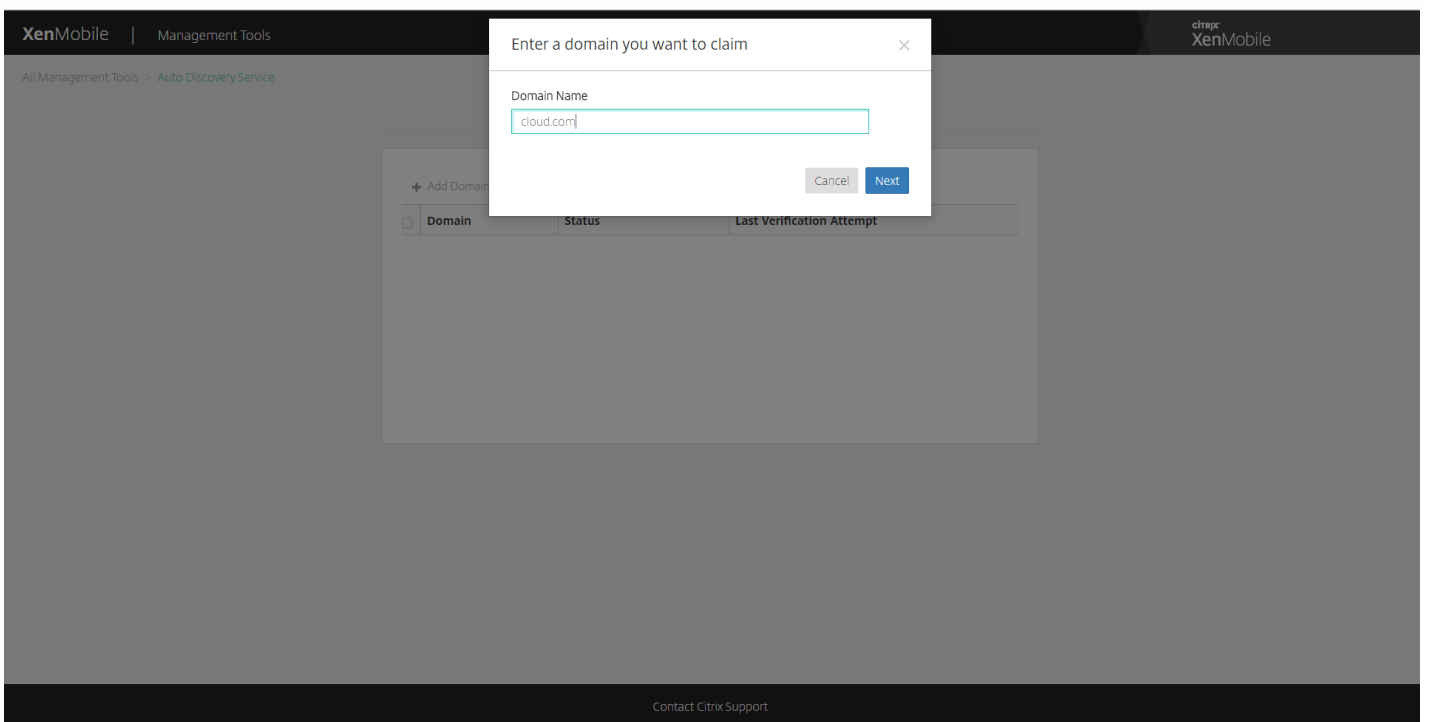 XenMobile | Management Tools
citrix
XenMobile
All Management Tools > Auto Discovery Service
Enter a domain you want to claim ×
Domain Name
cloud.com
Cancel Next
+ Add Domain
Domain Status Last Verification Attempt
Contact Citrix Support